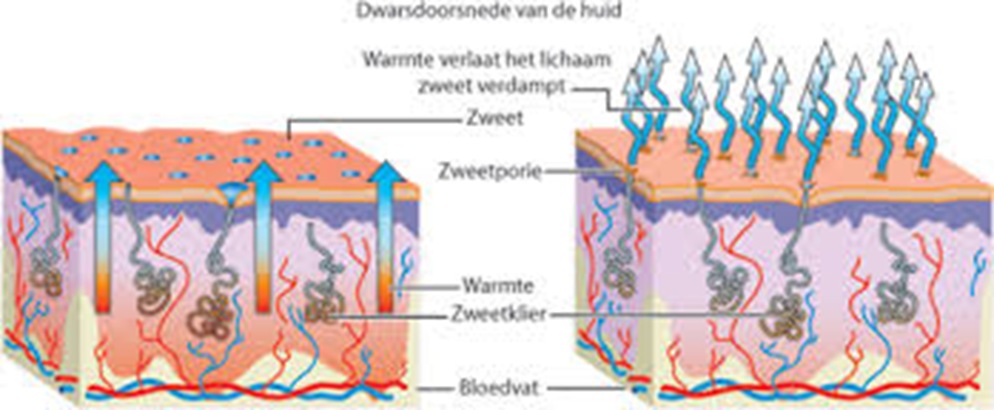 Dwarsdoorsnede van de huid
Warmte verlaat het lichaam
zweet verdampt
Zweet
Zweetporie
Warmte
Zweetklier
Bloedvat